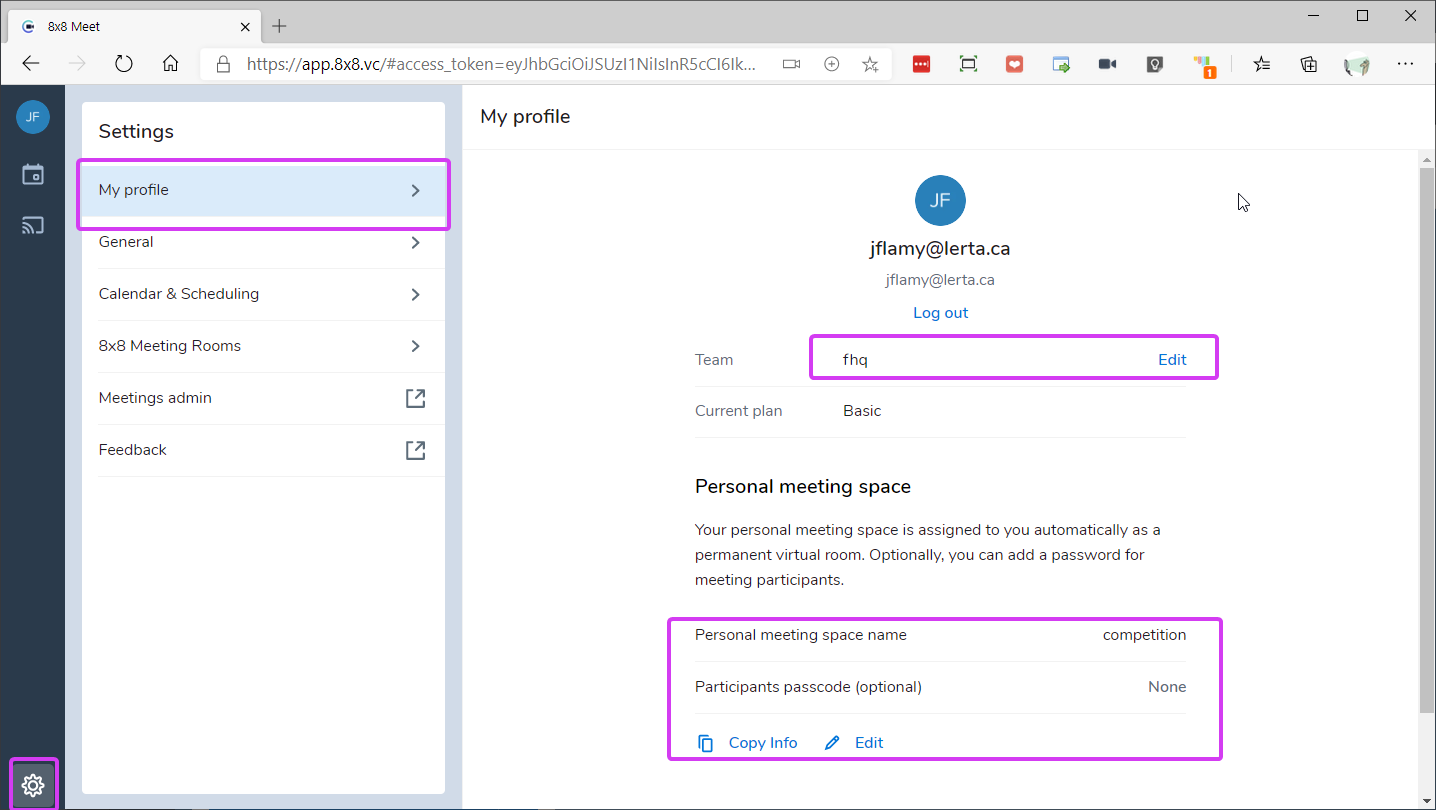 8x8 Meet
https://app.8x8.vc/#access_token=eyJhbGciOiJSUzI1NiIsInR5cCI6Ik...
1
JF
Settings
My profile
General
Calendar & Scheduling
8x8 Meeting Rooms
Meetings admin
Feedback
My profile
JF
jflamy@lerta.ca
jflamy@lerta.ca
Log out
Team fhq Edit
Current plan Basic
Personal meeting space
Your personal meeting space is assigned to you automatically as a
permanent virtual room. Optionally, you can add a password for
meeting participants.
Personal meeting space name competition
Participants passcode (optional) None
Copy Info Edit